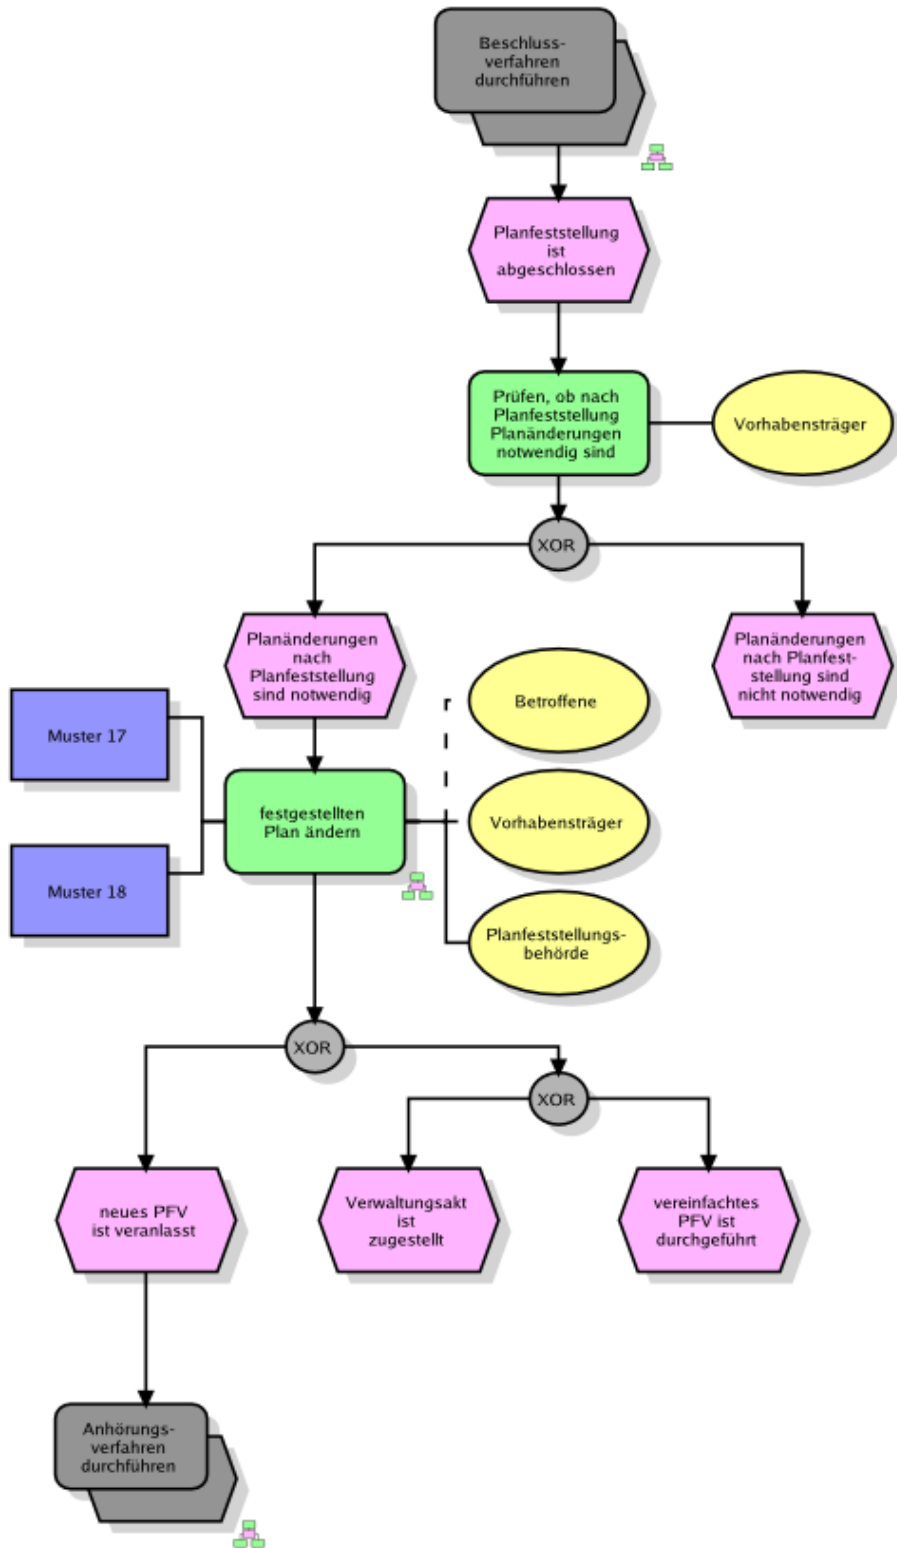 Beschluss-
verfahren
durchführen
Planfeststellung
ist
abgeschlossen
Prüfen, ob nach
Planfeststellung
Planänderungen
notwendig sind
Vorhabensträger
XOR
Planänderungen
nach
Planfeststellung
sind notwendig
Planänderungen
nach Planfest-
stellung sind
nicht notwendig
Betroffene
Muster 17
festgestellten
Plan ändern
Vorhabensträger
Muster 18
Planfeststellungs-
behörde
XOR
XOR
neues PFV
ist veranlasst
Verwaltungsakt
ist
zugestellt
vereinfachtes
PFV ist
durchgeführt
Anhörungs-
verfahren
durchführen